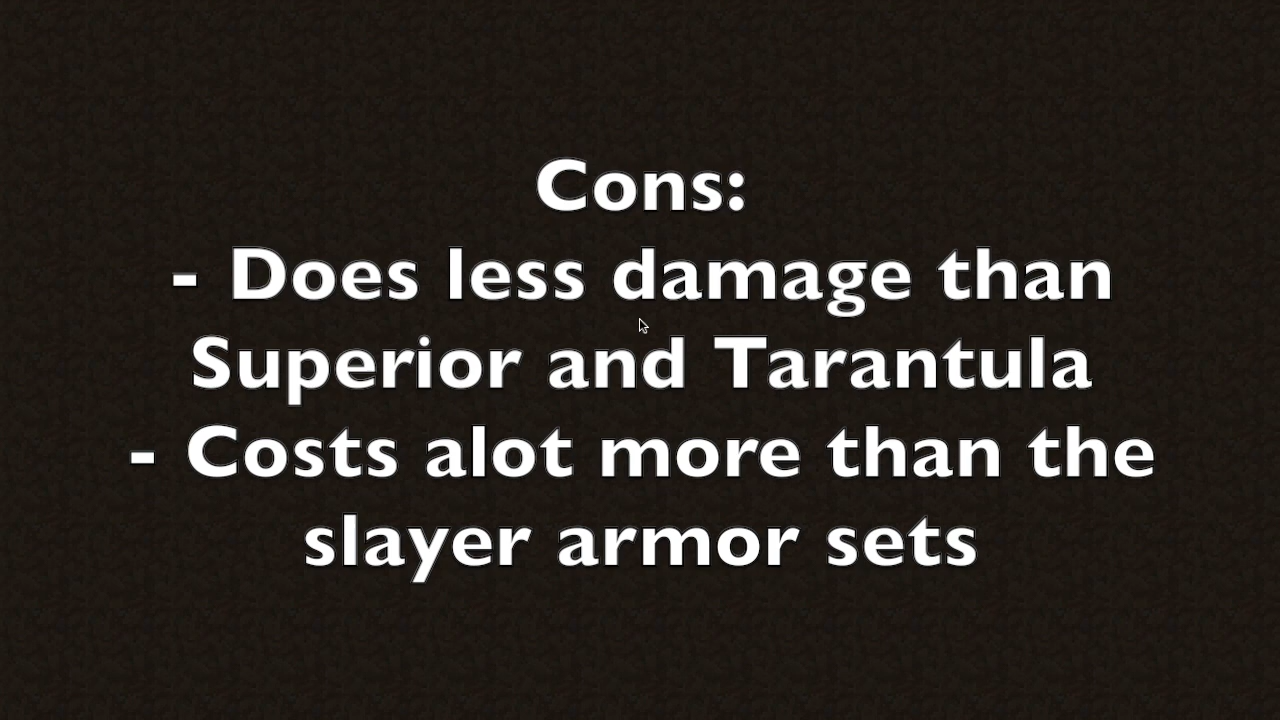 Cons:
- Does less damage than
Superior and Tarantula
- Costs alot more than the
slayer armor sets